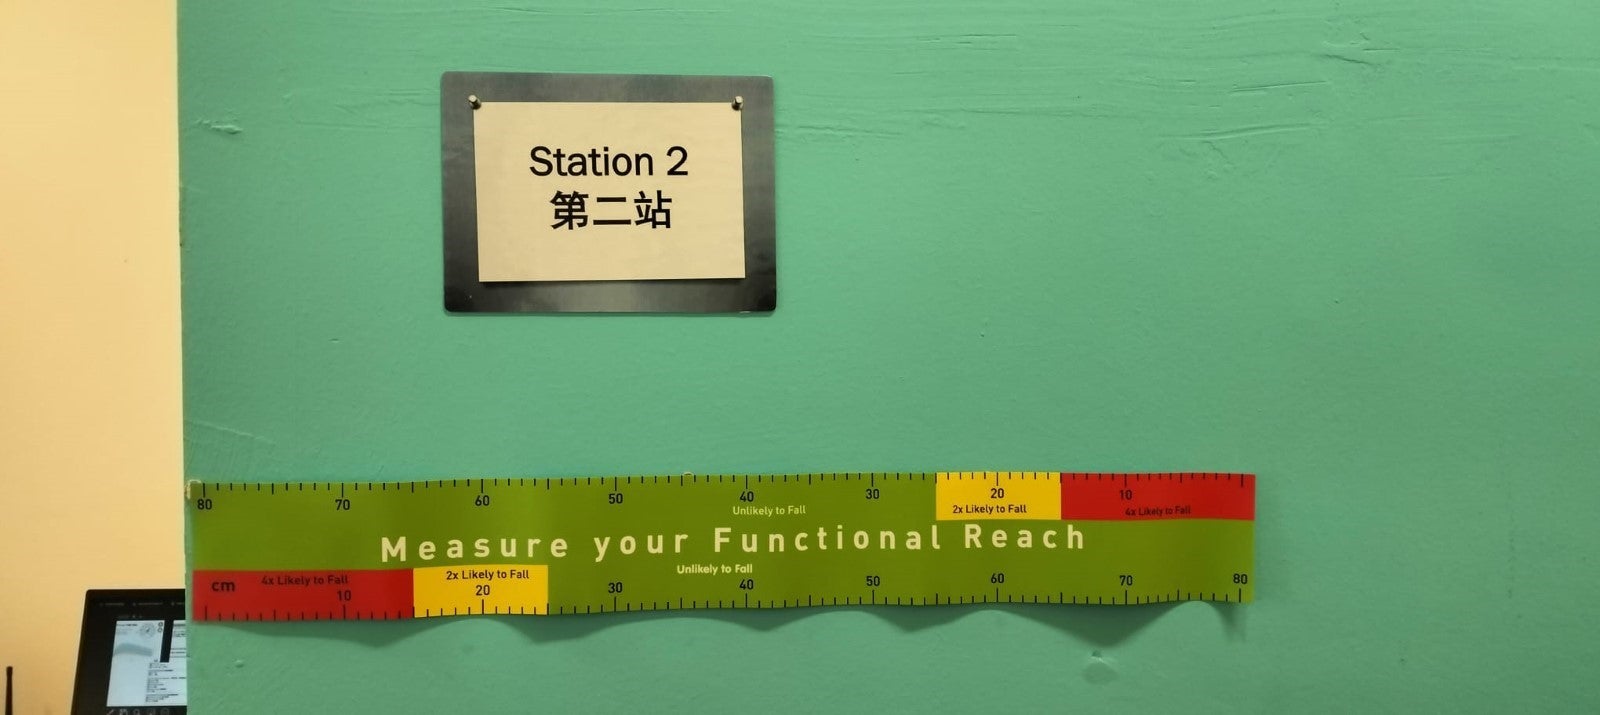 Station 2
第二站
80 70 60 50 40 30 20 10
Unlikely to Fall 2x Likely to Fall 4x Likely to Fall
Measure your Functional Reach
Unlikely to Fall
cm 4x Likely to Fall 2x Likely to Fall
10 20 30 40 50 60 70 80